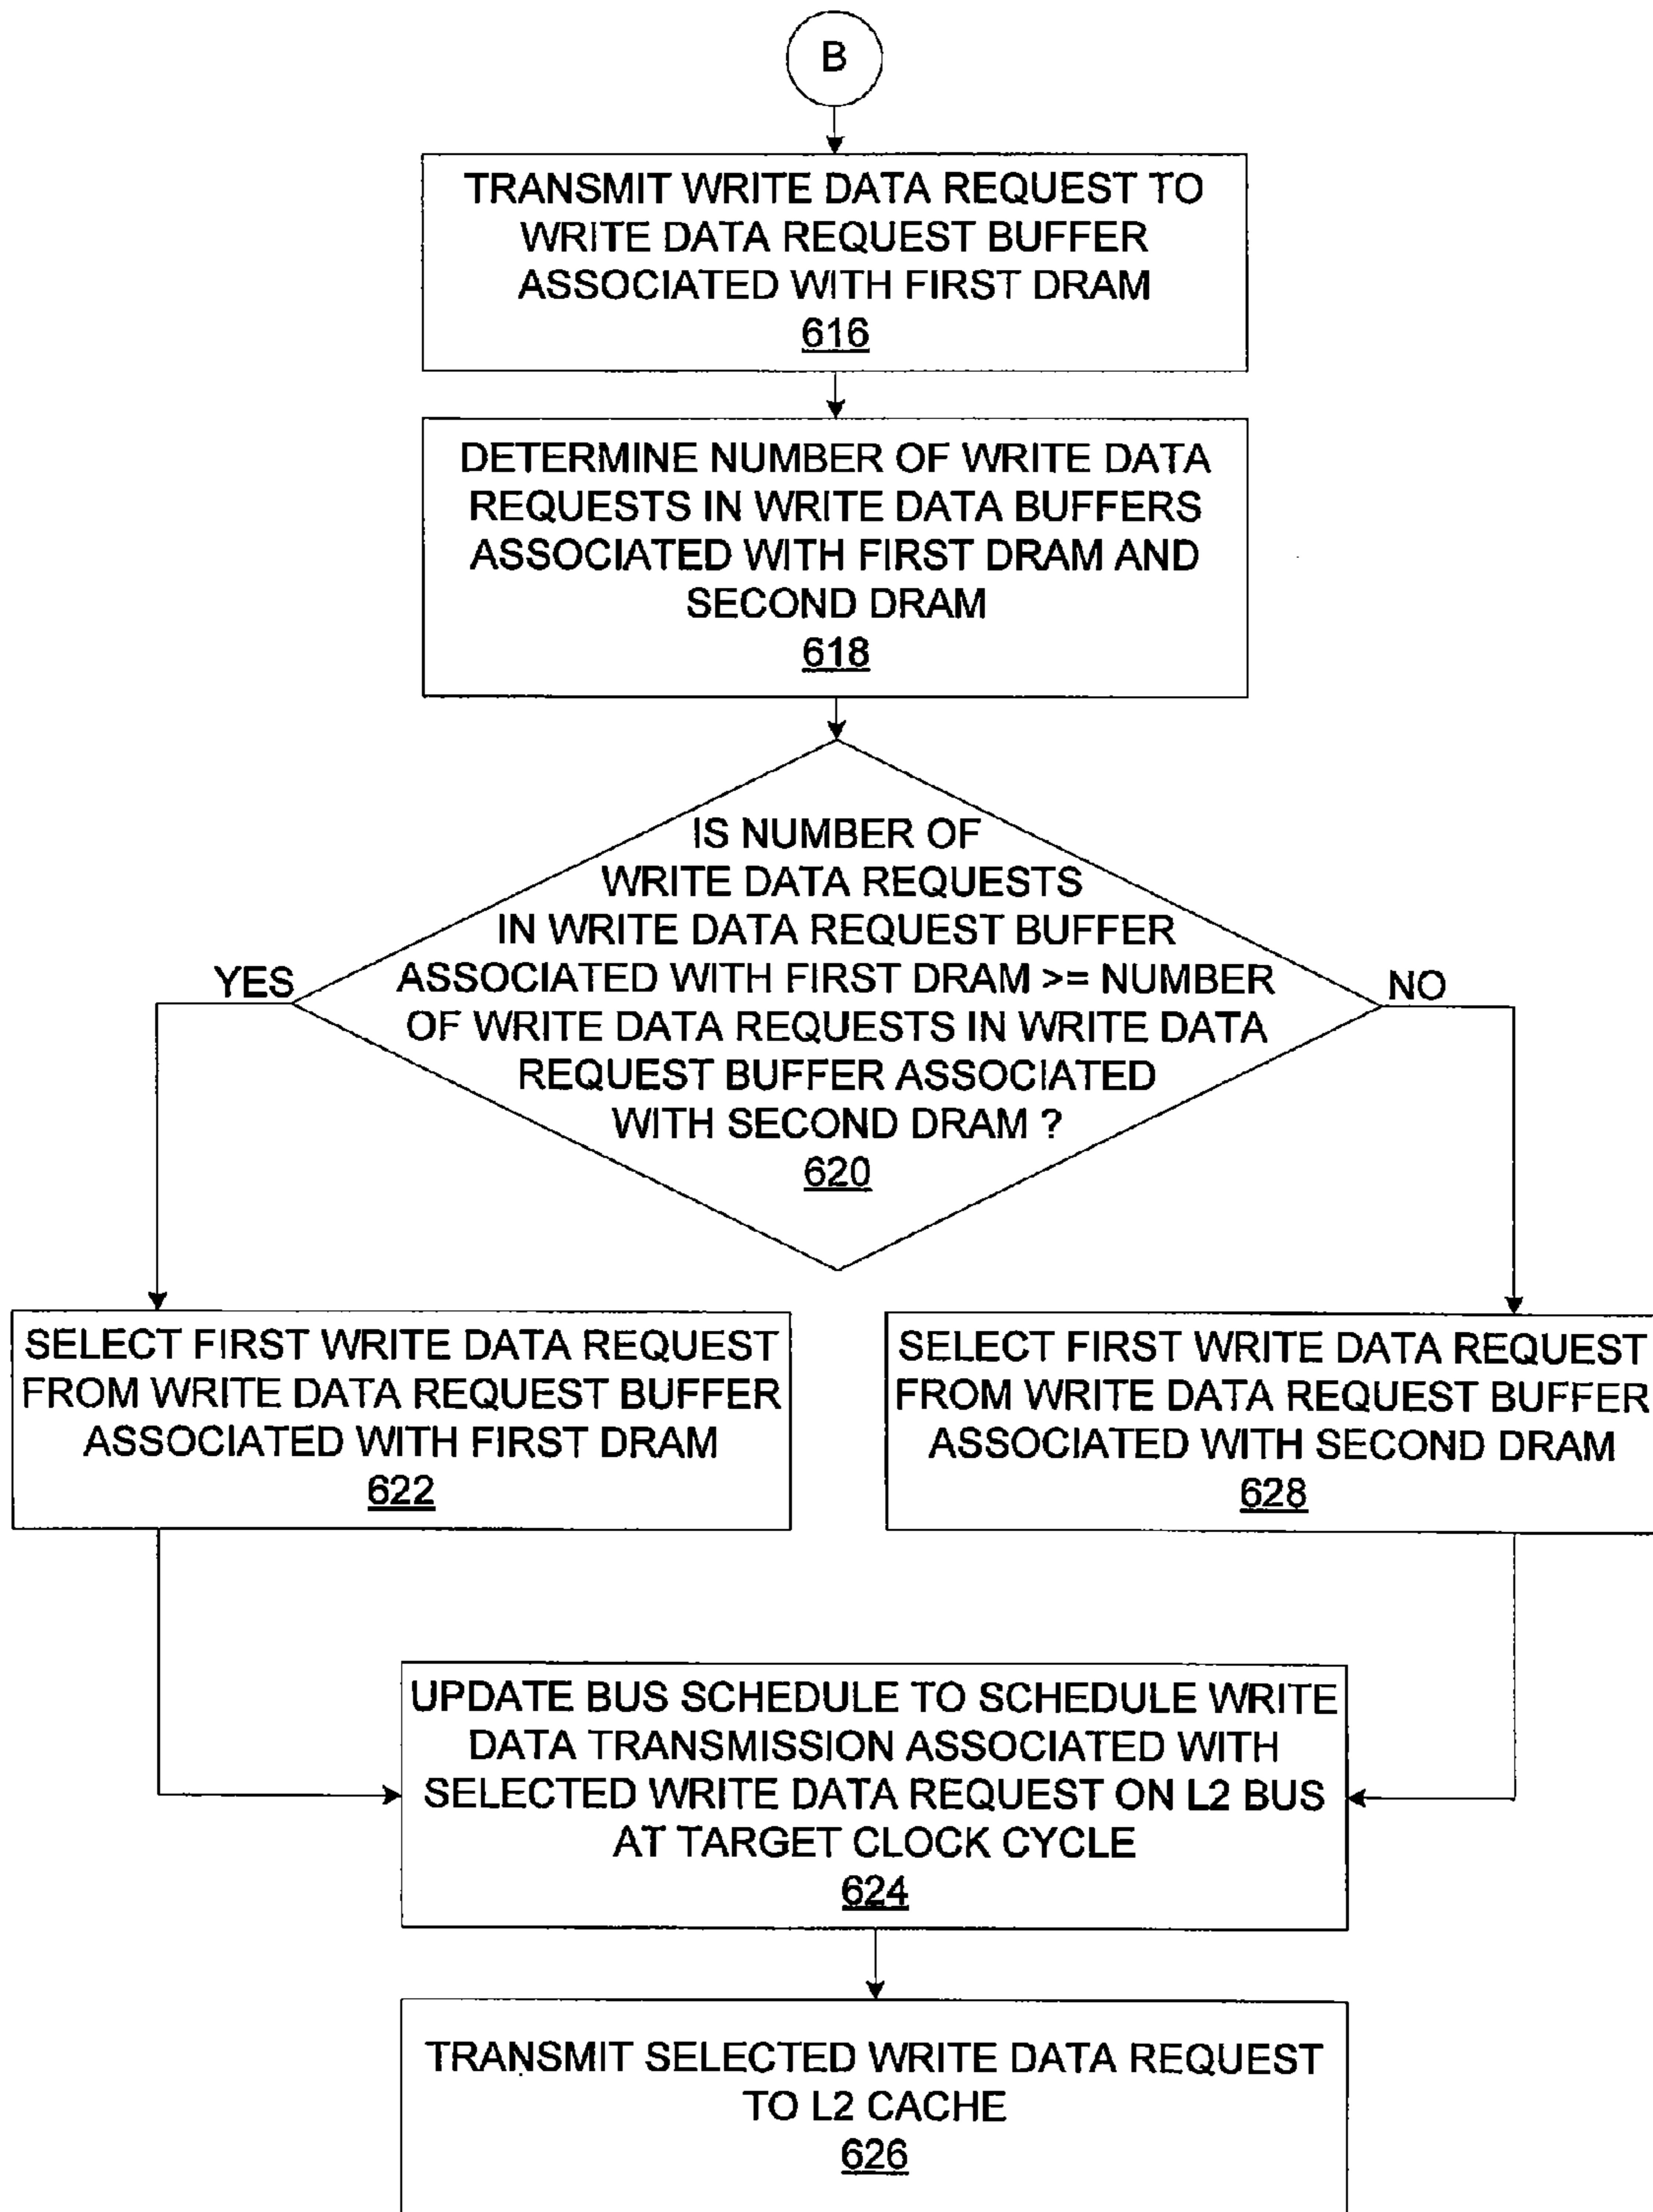 B
TRANSMIT WRITE DATA REQUEST TO
WRITE DATA REQUEST BUFFER
ASSOCIATED WITH FIRST DRAM
616
DETERMINE NUMBER OF WRITE DATA
REQUESTS IN WRITE DATA BUFFERS
ASSOCIATED WITH FIRST DRAM AND
SECOND DRAM
618
IS NUMBER OF
WRITE DATA REQUESTS
IN WRITE DATA REQUEST BUFFER
ASSOCIATED WITH FIRST DRAM >= NUMBER
OF WRITE DATA REQUESTS IN WRITE DATA
REQUEST BUFFER ASSOCIATED
WITH SECOND DRAM ?
620
YES
NO
SELECT FIRST WRITE DATA REQUEST
FROM WRITE DATA REQUEST BUFFER
ASSOCIATED WITH FIRST DRAM
622
SELECT FIRST WRITE DATA REQUEST
FROM WRITE DATA REQUEST BUFFER
ASSOCIATED WITH SECOND DRAM
628
UPDATE BUS SCHEDULE TO SCHEDULE WRITE
DATA TRANSMISSION ASSOCIATED WITH
SELECTED WRITE DATA REQUEST ON L2 BUS
AT TARGET CLOCK CYCLE
624
TRANSMIT SELECTED WRITE DATA REQUEST
TO L2 CACHE
626